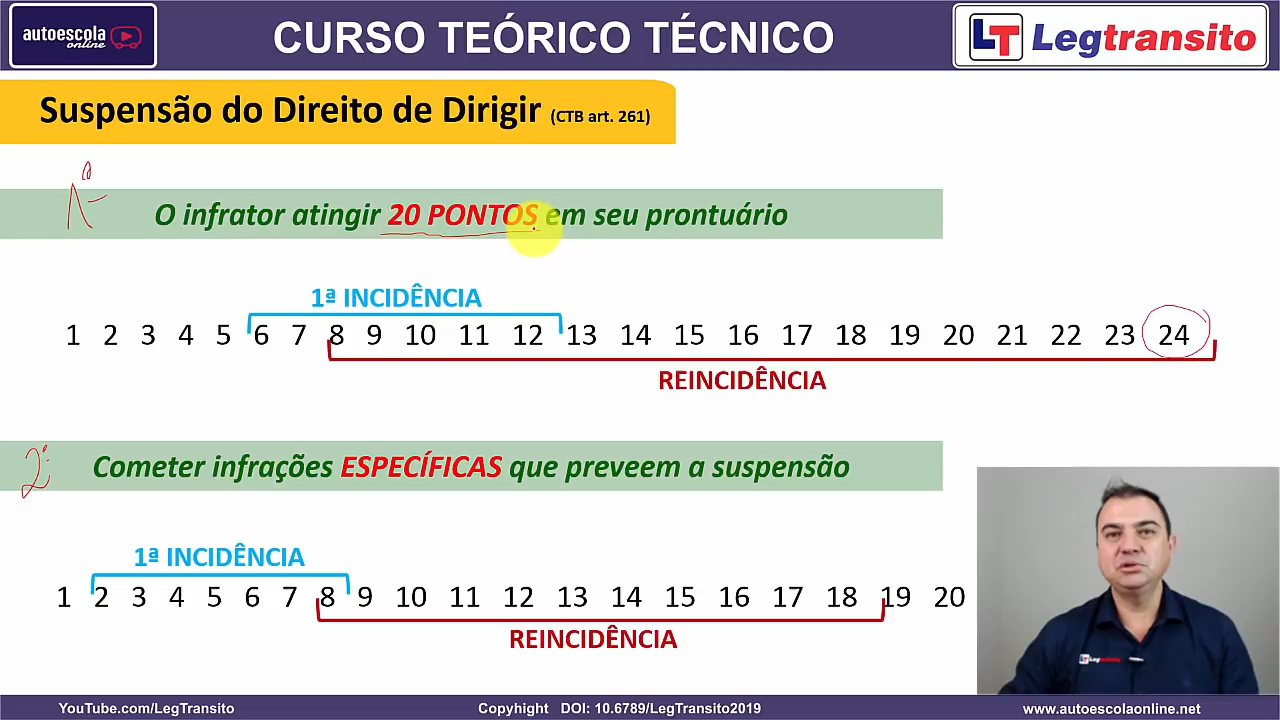 autoescola
online
CURSO TEÓRICO TÉCNICO
LT Legtransito
Suspensão do Direito de Dirigir (CTB art. 261)
1ª
O infrator atingir 20 PONTOS em seu prontuário
1ª INCIDÊNCIA
1 2 3 4 5 6 7 8 9 10 11 12 13 14 15 16 17 18 19 20 21 22 23 24
REINCIDÊNCIA
2ª
Cometer infrações ESPECÍFICAS que preveem a suspensão
1ª INCIDÊNCIA
1 2 3 4 5 6 7 8 9 10 11 12 13 14 15 16 17 18 19 20
REINCIDÊNCIA
LT Legtransito
YouTube.com/LegTransito
Copyright DOI: 10.6789/LegTransito2019
www.autoescolaonline.net